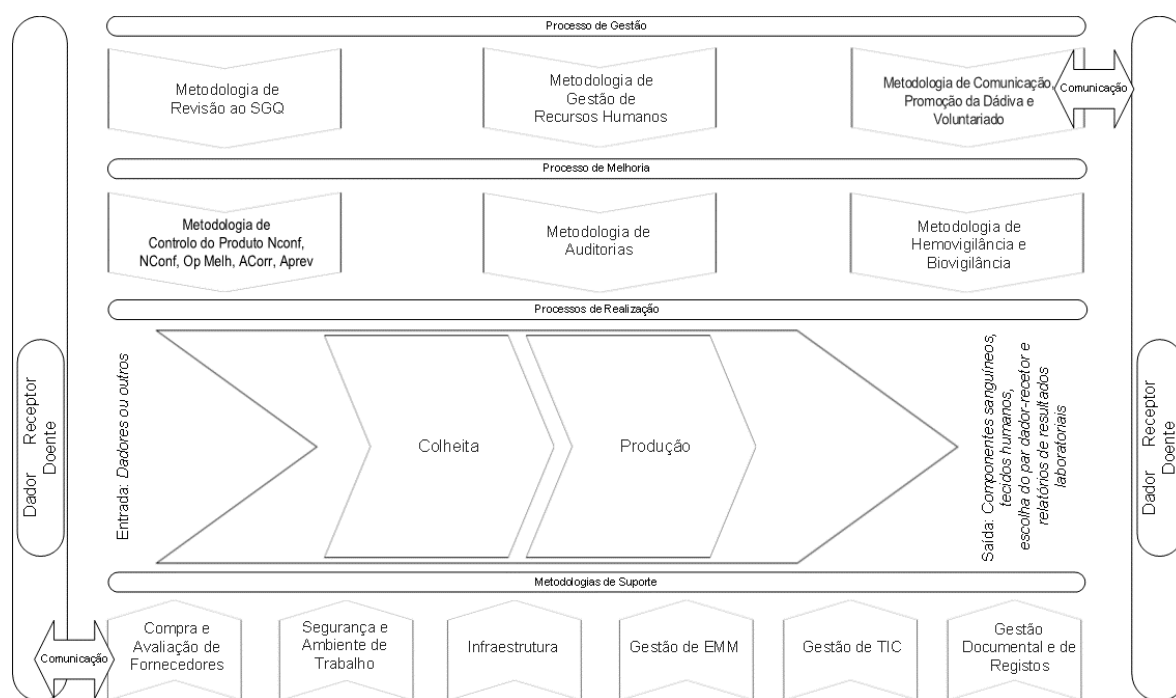 Processo de Gestão
Metodologia de
Revisão ao SGQ
Metodologia de
Gestão de
Recursos Humanos
Metodologia de Comunicação,
Promoção da Dádiva e
Voluntariado
Comunicação
Processo de Melhoria
Metodologia de
Controlo do Produto Nconf,
NConf, Op Melh, ACorr, Aprev
Metodologia de
Auditorias
Metodologia de
Hemovigilância e
Biovigilância
Processos de Realização
Dador Receptor
Doente
Entrada: Dadores ou outros
Colheita
Produção
Saída: Componentes sanguíneos,
tecidos humanos,
escolha do par dador-recetor e
relatórios de resultados
laboratoriais
Dador Receptor
Doente
Metodologias de Suporte
Comunicação
Compra e
Avaliação de
Fornecedores
Segurança e
Ambiente de
Trabalho
Infraestrutura
Gestão de EMM
Gestão de TIC
Gestão
Documental e de
Registos